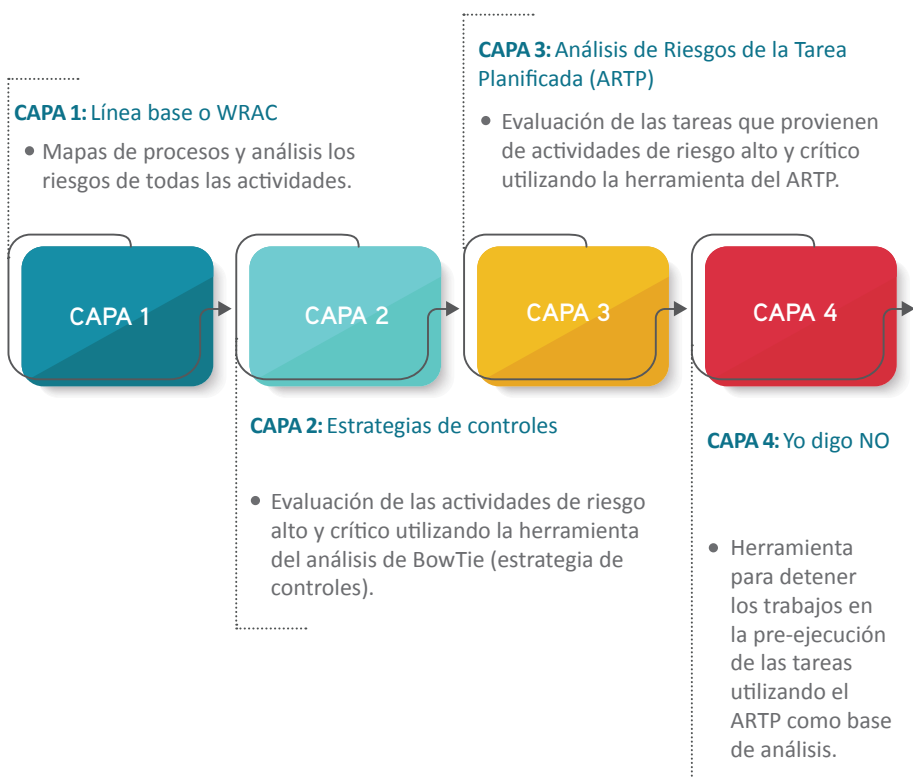 CAPA 1: Línea base o WRAC
• Mapas de procesos y análisis los
riesgos de todas las actividades.
CAPA 3: Análisis de Riesgos de la Tarea
Planificada (ARTP)
• Evaluación de las tareas que provienen
de actividades de riesgo alto y crítico
utilizando la herramienta del ARTP.
CAPA 1
CAPA 2
CAPA 3
CAPA 4
CAPA 2: Estrategias de controles
• Evaluación de las actividades de riesgo
alto y crítico utilizando la herramienta
del análisis de BowTie (estrategia de
controles).
CAPA 4: Yo digo NO
• Herramienta
para detener
los trabajos en
la pre-ejecución
de las tareas
utilizando el
ARTP como base
de análisis.